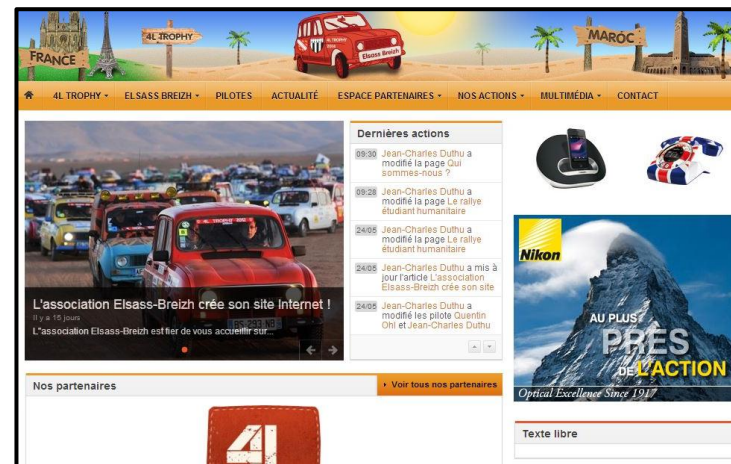 FRANCE
4L TROPHY
Elsass Breizh
MAROC
4L TROPHY
ELSASS BREIZH
PILOTES
ACTUALITÉ
ESPACE PARTENAIRES
NOS ACTIONS
MULTIMÉDIA
CONTACT
4L TROPHY 2012
L'association Elsass-Breizh crée son site Internet !
Il y a 15 jours
L'association Elsass-Breizh est fier de vous accueillir sur...
Dernières actions
09:30 Jean-Charles Duthu a
modifié la page Qui
sommes-nous ?
09:28 Jean-Charles Duthu a
modifié la page Le rallye
étudiant humanitaire
24/05 Jean-Charles Duthu a
modifié la page Le rallye
étudiant humanitaire
24/05 Jean-Charles Duthu a mis à
jour l'article L'association
Elsass-Breizh crée son site
24/05 Jean-Charles Duthu a
modifié les pilote Quentin
Ohl et Jean-Charles Duthu
Nikon
AU PLUS
PRÈS
DE L'ACTION
Optical Excellence Since 1917
Nos partenaires
Voir tous nos partenaires
4L
Texte libre